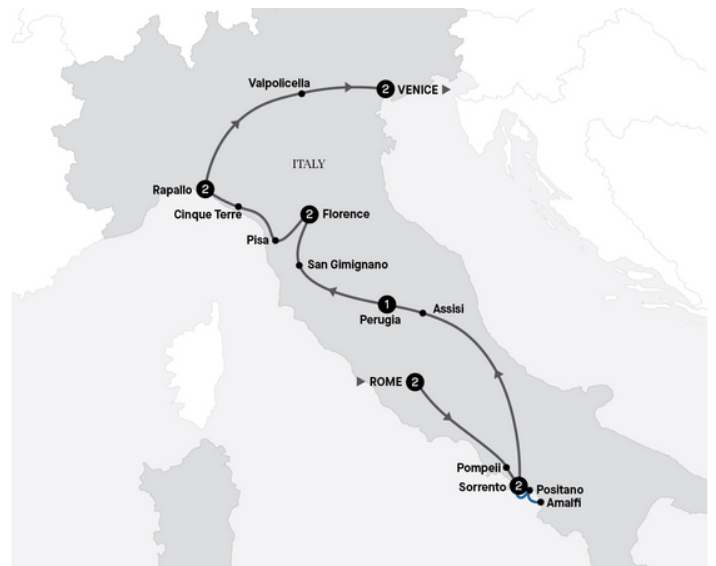 Valpolicella
2 VENICE
ITALY
Rapallo 2
Cinque Terre
2 Florence
Pisa
San Gimignano
1
Perugia
Assisi
ROME 2
Pompeii
Sorrento 2
Positano
Amalfi